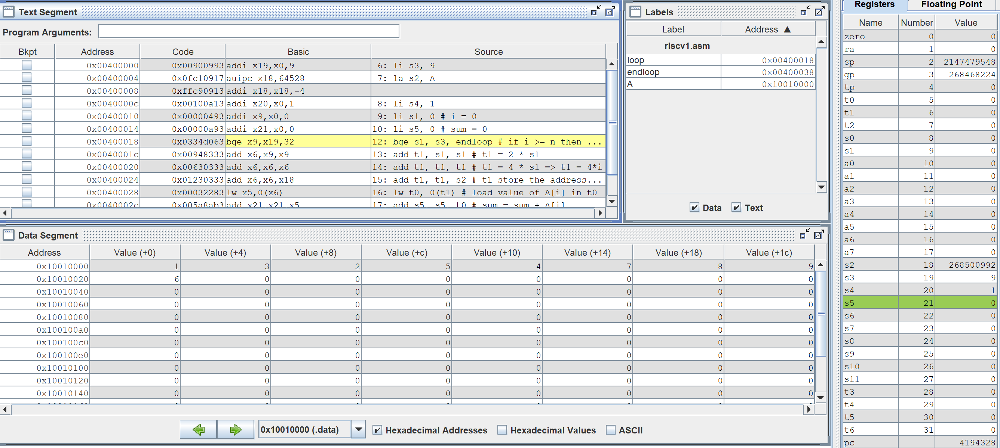 Text Segment
Program Arguments:
Bkpt Address Code Basic Source
0x00400000 0x00900993 addi x19,x0,9 6: li s3, 9
0x00400004 0x0fc10917 auipc x18,64528 7: la s2, A
0x00400008 0xffc90913 addi x18,x18,-4
0x0040000c 0x00100a13 addi x20,x0,1 8: li s4, 1
0x00400010 0x00000493 addi x9,x0,0 9: li s1, 0 # i = 0
0x00400014 0x00000a93 addi x21,x0,0 10: li s5, 0 # sum = 0
0x00400018 0x0334d063 bge x9,x19,32 12: bge s1, s3, endloop # if i >= n then ...
0x0040001c 0x00948333 add x6,x9,x9 13: add t1, s1, s1 # t1 = 2 * s1
0x00400020 0x00630333 add x6,x6,x6 14: add t1, t1, t1 # t1 = 4 * s1 => t1 = 4*i
0x00400024 0x01230333 add x6,x6,x18 15: add t1, t1, s2 # t1 store the address...
0x00400028 0x00032283 lw x5,0(x6) 16: lw t0, 0(t1) # load value of A[i] in t0
0x0040002c 0x005a8ab3 add x21,x21,x5 17: add s5, s5, t0 # sum = sum + A[i]
Labels
Label Address ▲
riscv1.asm
loop 0x00400018
endloop 0x00400038
A 0x10010000
Data Text
Data Segment
Address Value (+0) Value (+4) Value (+8) Value (+c) Value (+10) Value (+14) Value (+18) Value (+1c)
0x10010000 1 3 2 5 4 7 8 9
0x10010020 6 0 0 0 0 0 0 0
0x10010040 0 0 0 0 0 0 0 0
0x10010060 0 0 0 0 0 0 0 0
0x10010080 0 0 0 0 0 0 0 0
0x100100a0 0 0 0 0 0 0 0 0
0x100100c0 0 0 0 0 0 0 0 0
0x100100e0 0 0 0 0 0 0 0 0
0x10010100 0 0 0 0 0 0 0 0
0x10010120 0 0 0 0 0 0 0 0
0x10010140 0 0 0 0 0 0 0 0
0x10010000 (.data) Hexadecimal Addresses Hexadecimal Values ASCII
Registers Floating Point
Name Number Value
zero 0 0
ra 1 0
sp 2 2147479548
gp 3 268468224
tp 4 0
t0 5 0
t1 6 0
t2 7 0
s0 8 0
s1 9 0
a0 10 0
a1 11 0
a2 12 0
a3 13 0
a4 14 0
a5 15 0
a6 16 0
a7 17 0
s2 18 268500992
s3 19 9
s4 20 1
s5 21 0
s6 22 0
s7 23 0
s8 24 0
s9 25 0
s10 26 0
s11 27 0
t3 28 0
t4 29 0
t5 30 0
t6 31 0
pc 4194328